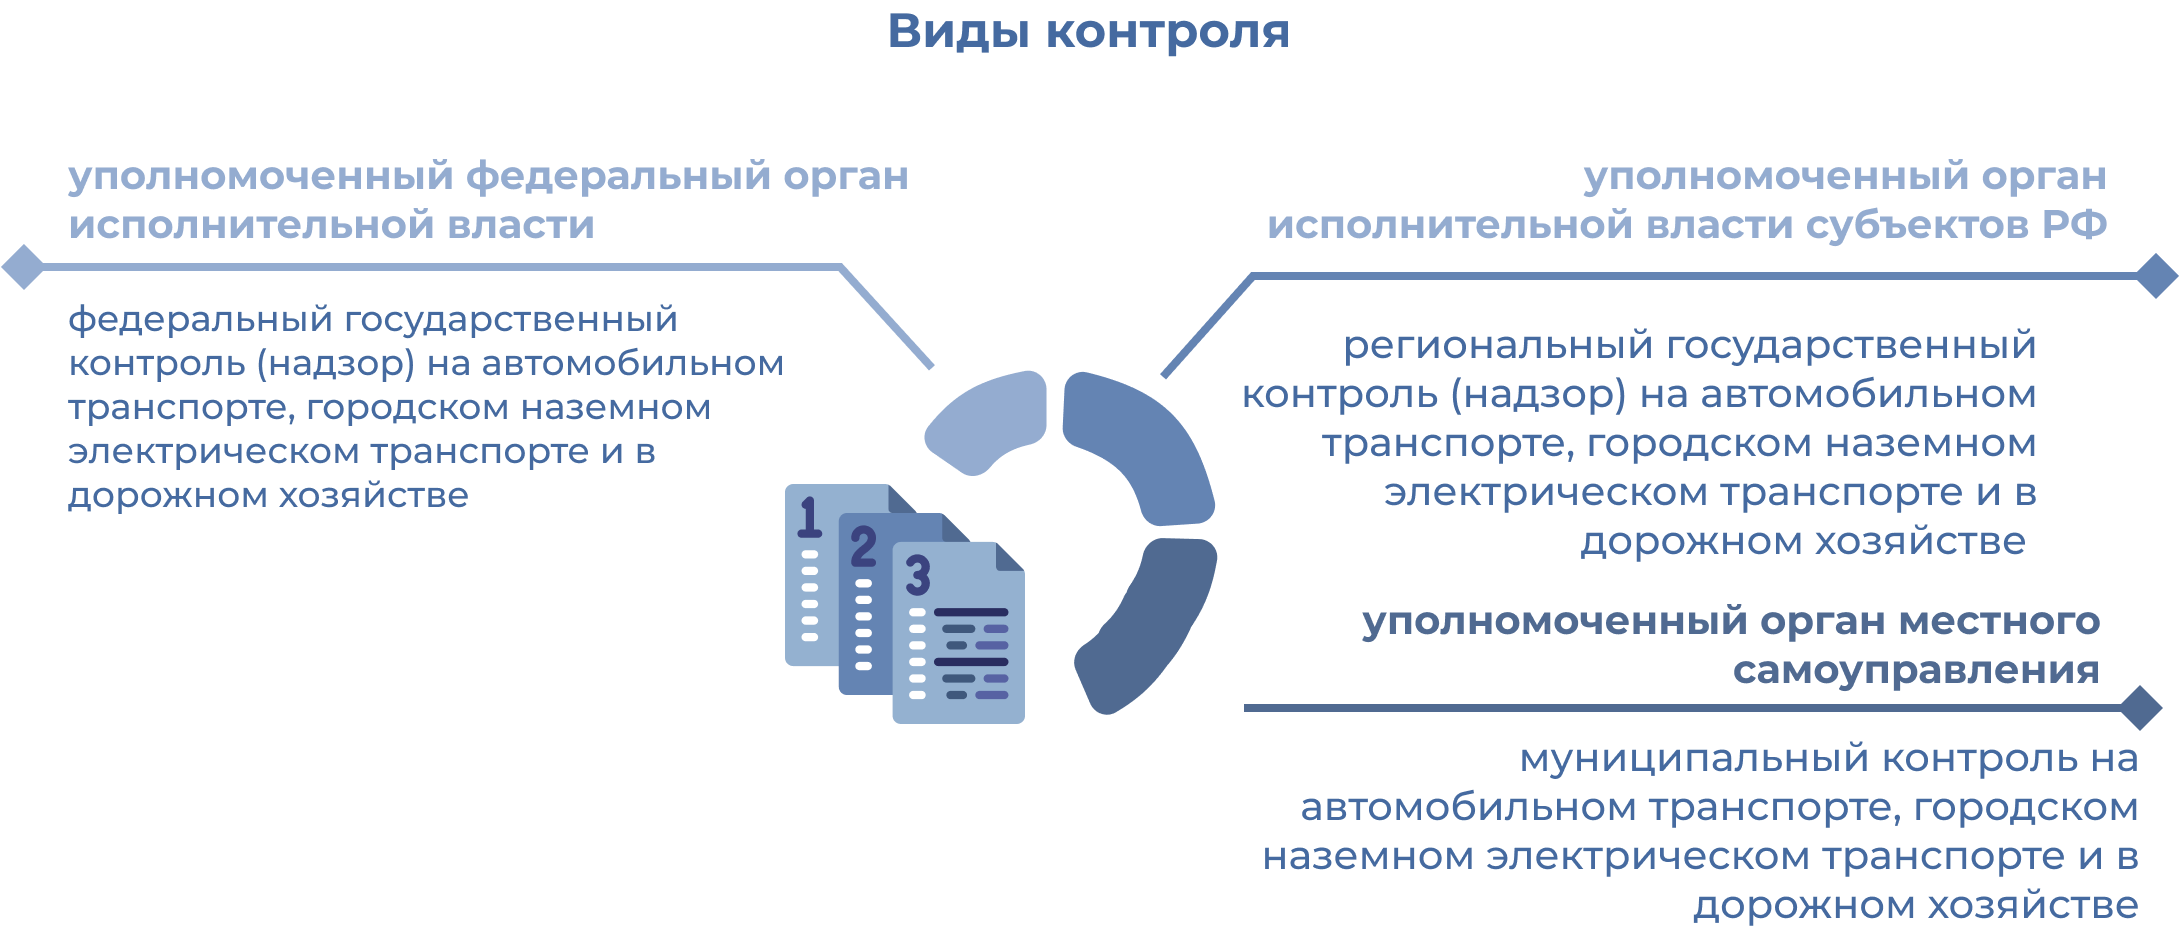 Виды контроля
уполномоченный федеральный орган
исполнительной власти
федеральный государственный
контроль (надзор) на автомобильном
транспорте, городском наземном
электрическом транспорте и в
дорожном хозяйстве
уполномоченный орган
исполнительной власти субъектов РФ
региональный государственный
контроль (надзор) на автомобильном
транспорте, городском наземном
электрическом транспорте и в
дорожном хозяйстве
1
2
3
уполномоченный орган местного
самоуправления
муниципальный контроль на
автомобильном транспорте, городском
наземном электрическом транспорте и в
дорожном хозяйстве